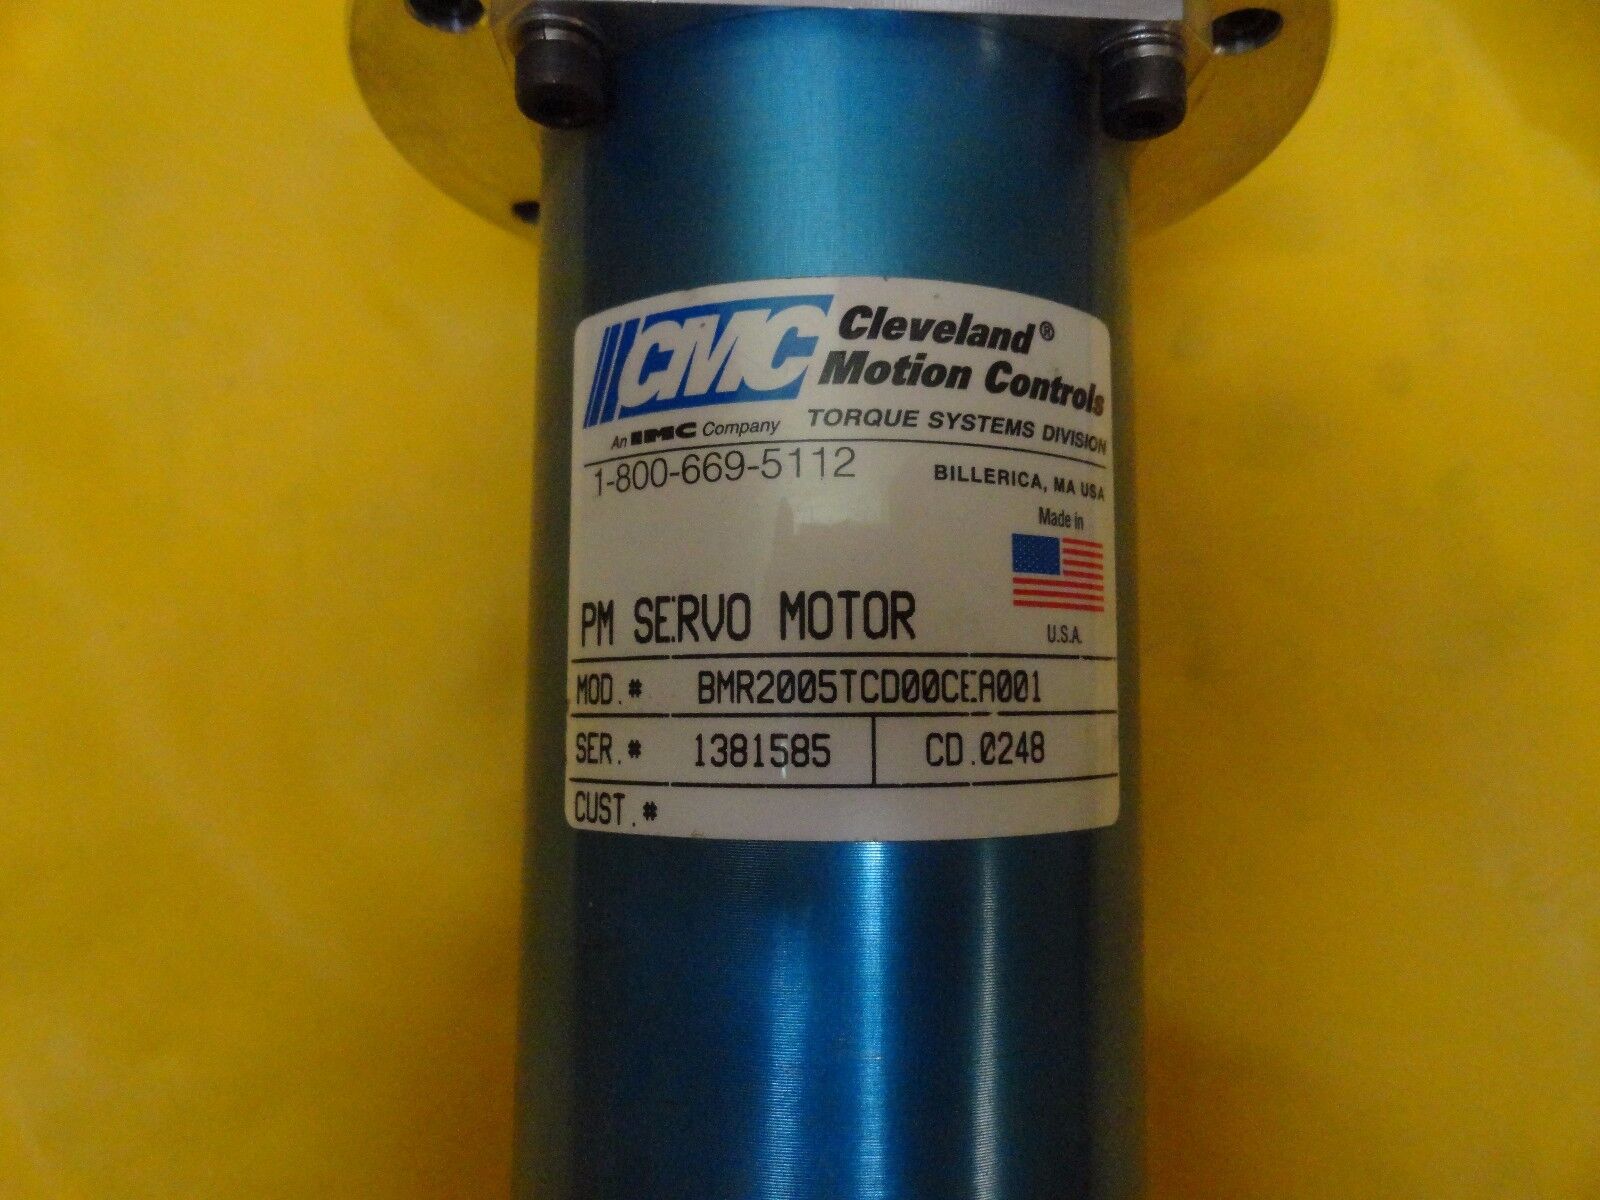 CMC Cleveland®
Motion Controls
An IMC Company TORQUE SYSTEMS DIVISION
1-800-669-5112 BILLERICA, MA USA
Made in
PM SERVO MOTOR
U.S.A.
MOD.# BMR2005TCD00CEA001
SER.# 1381585 CD.0248
CUST.#